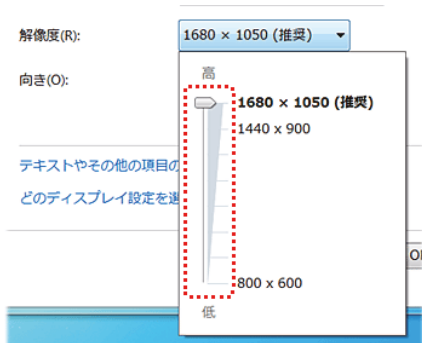 解像度(R):
1680 × 1050 (推奨)
向き(O):
高
1680 × 1050 (推奨)
1440 x 900
テキストやその他の項目の
どのディスプレイ設定を選
800 x 600
低